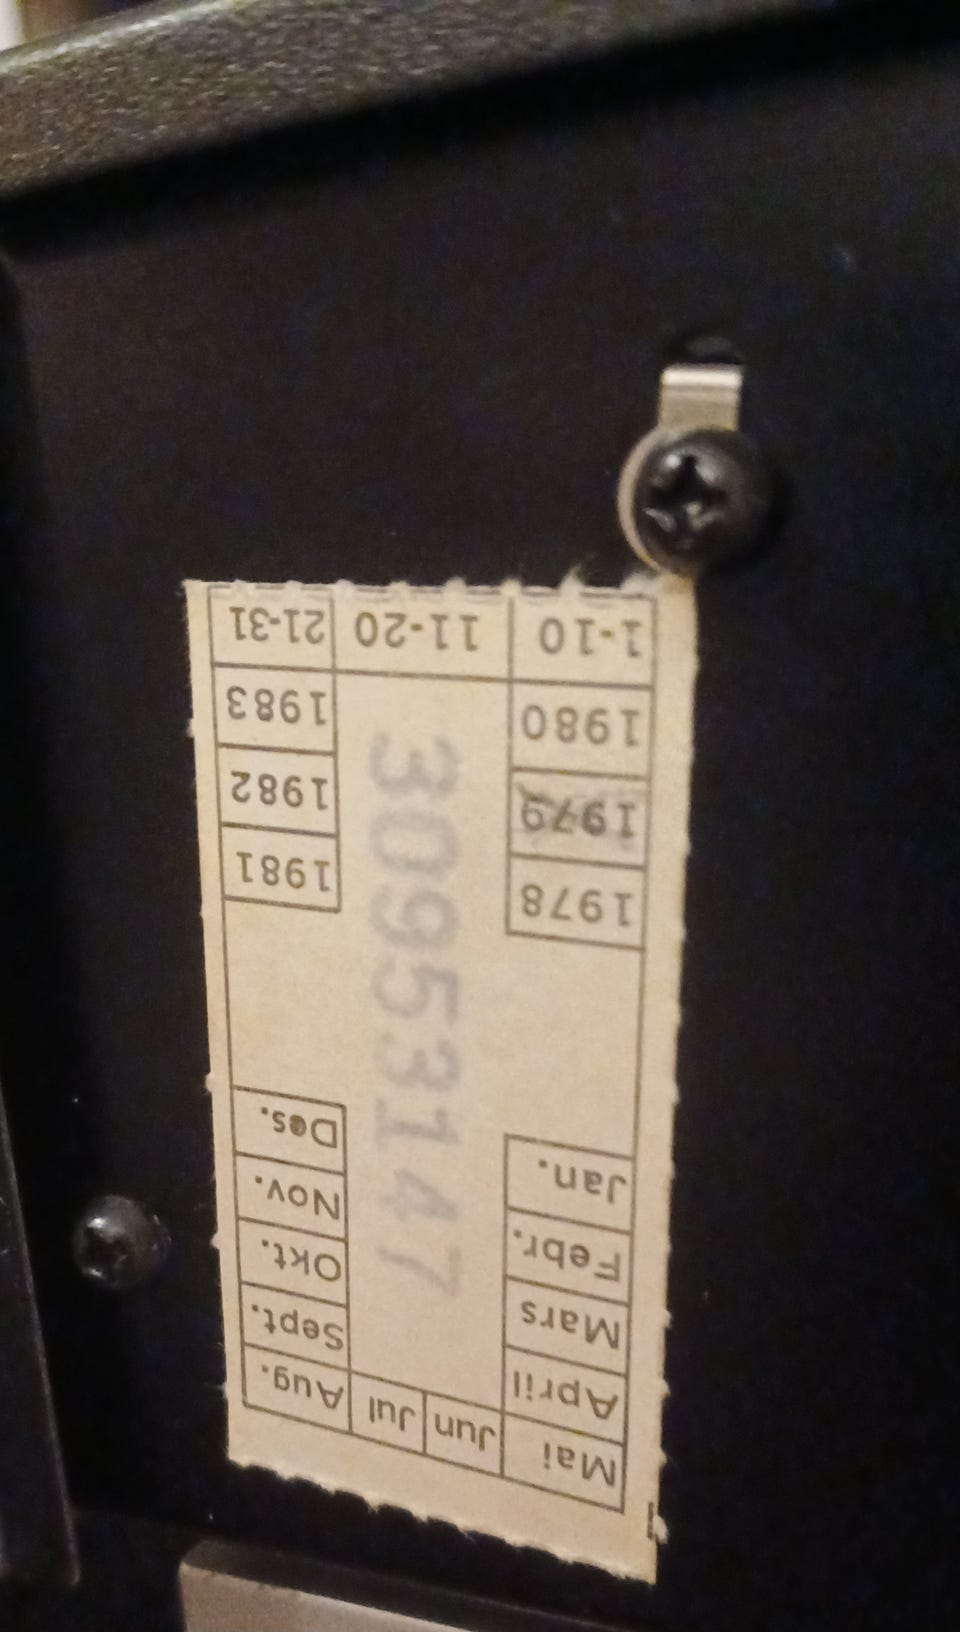 Mai Jun Jul Aug.
April Sept.
Mars Okt.
Febr. Nov.
Jan. Des.
30953147
1978 1981
1979 1982
1980 1983
1-10 11-20 21-31